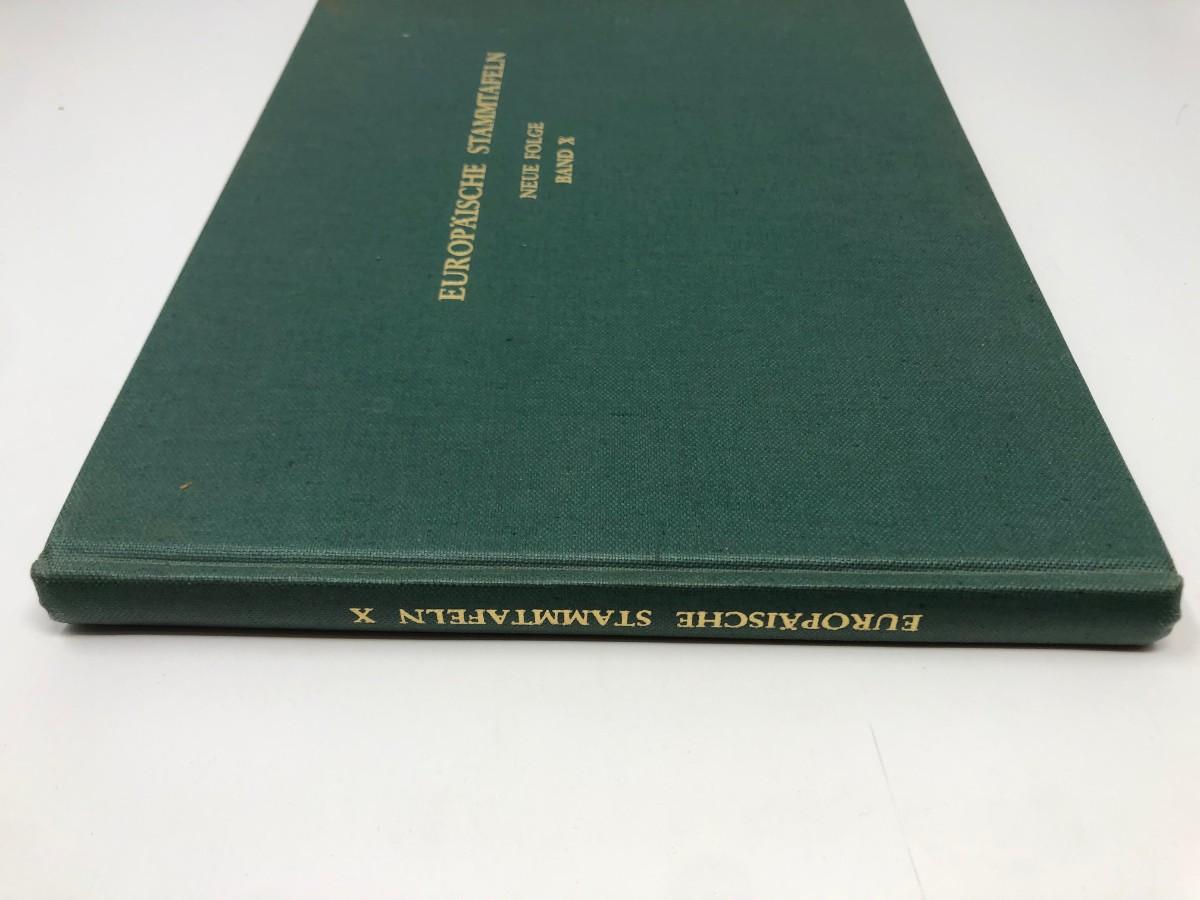 EUROPÄISCHE STAMMTAFELN
NEUE FOLGE
BAND X
EUROPÄISCHE STAMMTAFELN X